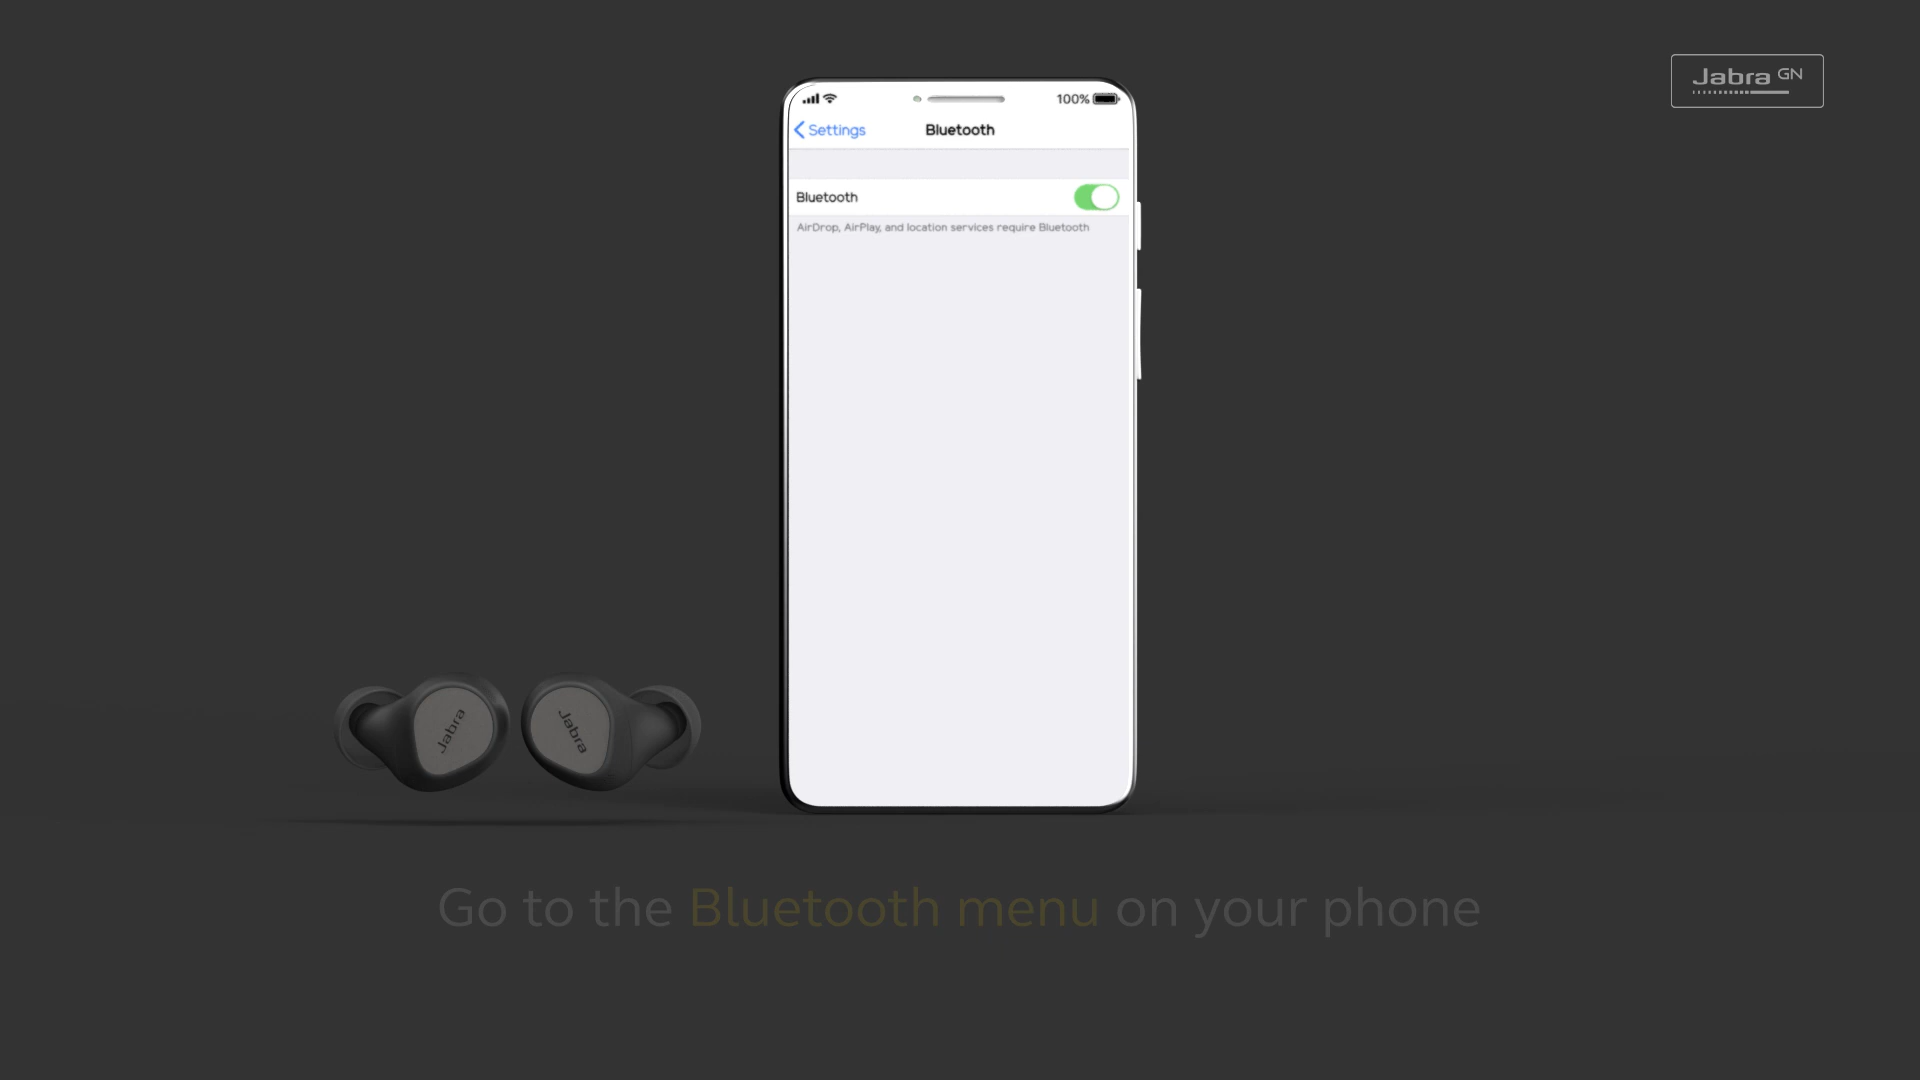 Jabra GN
100%
Settings
Bluetooth
Bluetooth
AirDrop, AirPlay, and location services require Bluetooth
Jabra
Jabra
Go to the Bluetooth menu on your phone